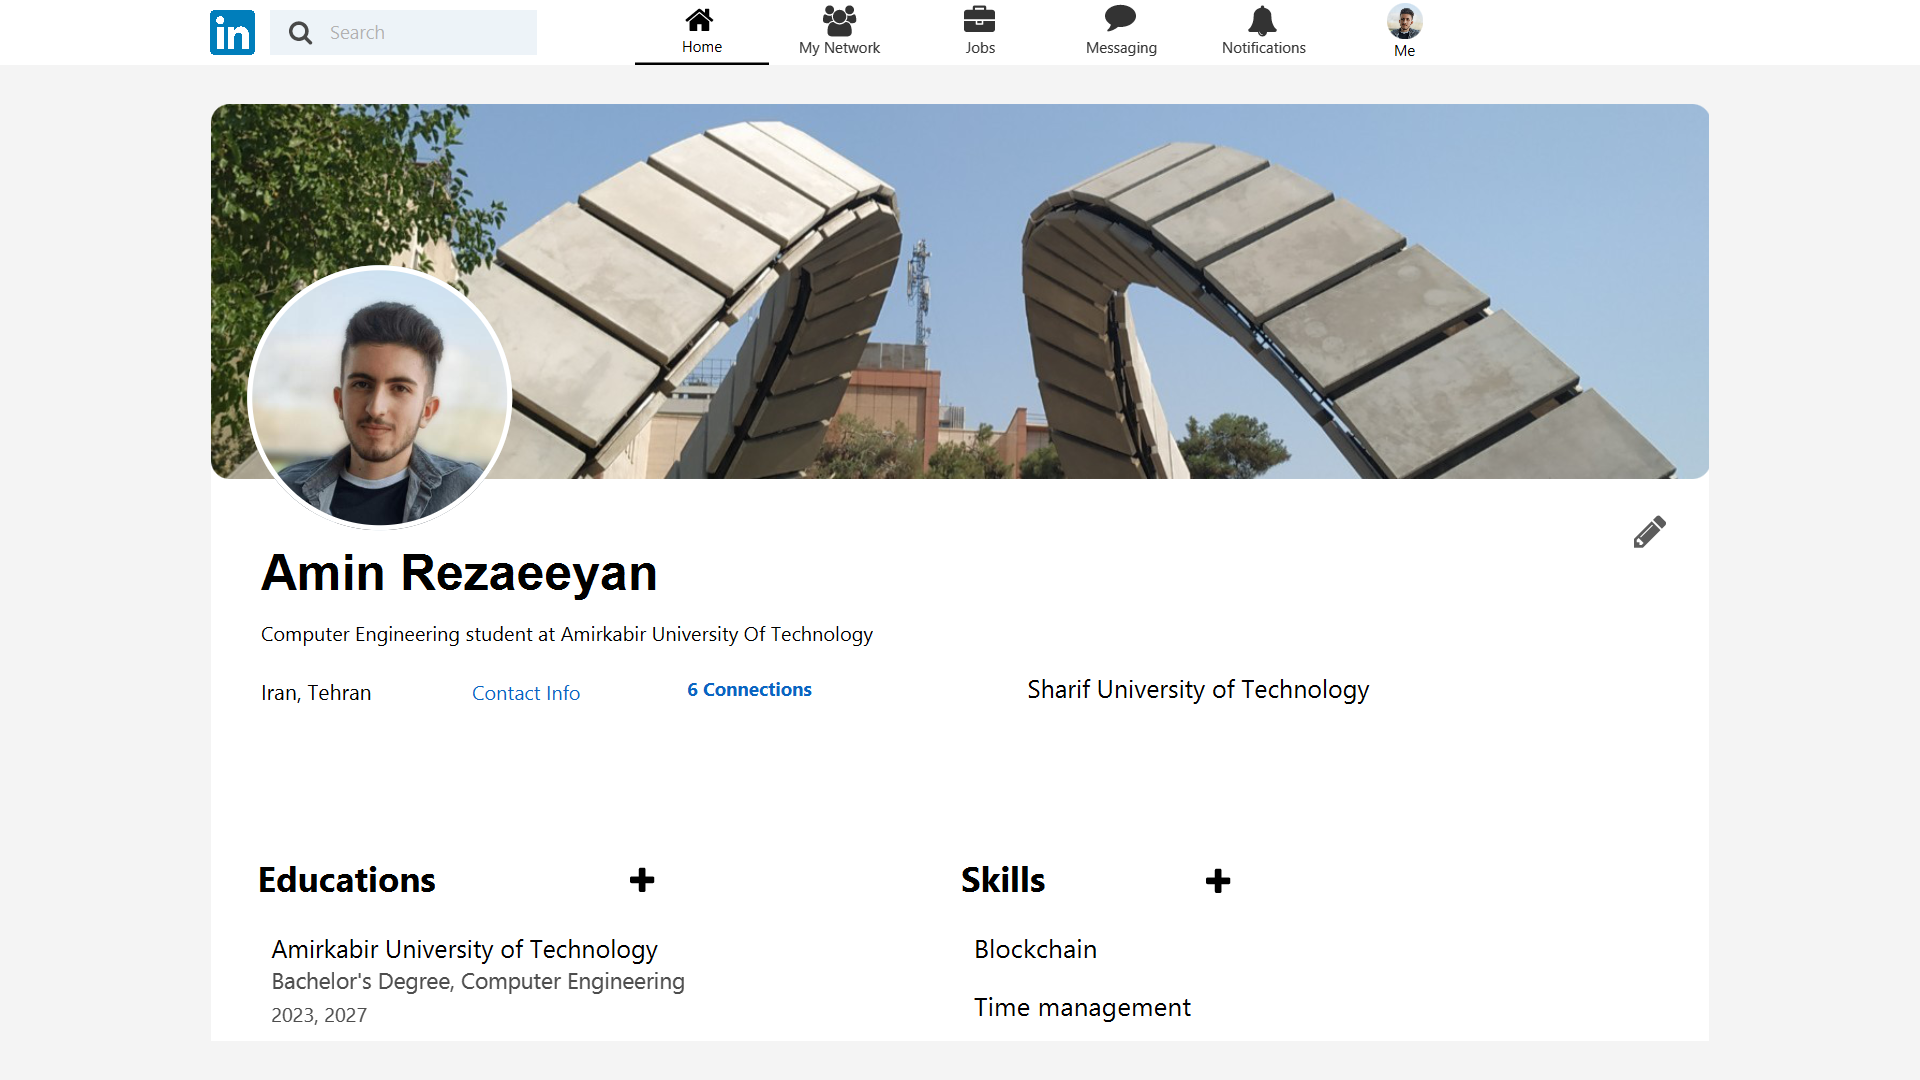 in
Search
Home
My Network
Jobs
Messaging
Notifications
Me
Amin Rezaeeyan
Computer Engineering student at Amirkabir University Of Technology
Iran, Tehran
Contact Info
6 Connections
Sharif University of Technology
Educations
Skills
Amirkabir University of Technology
Bachelor's Degree, Computer Engineering
2023, 2027
Blockchain
Time management